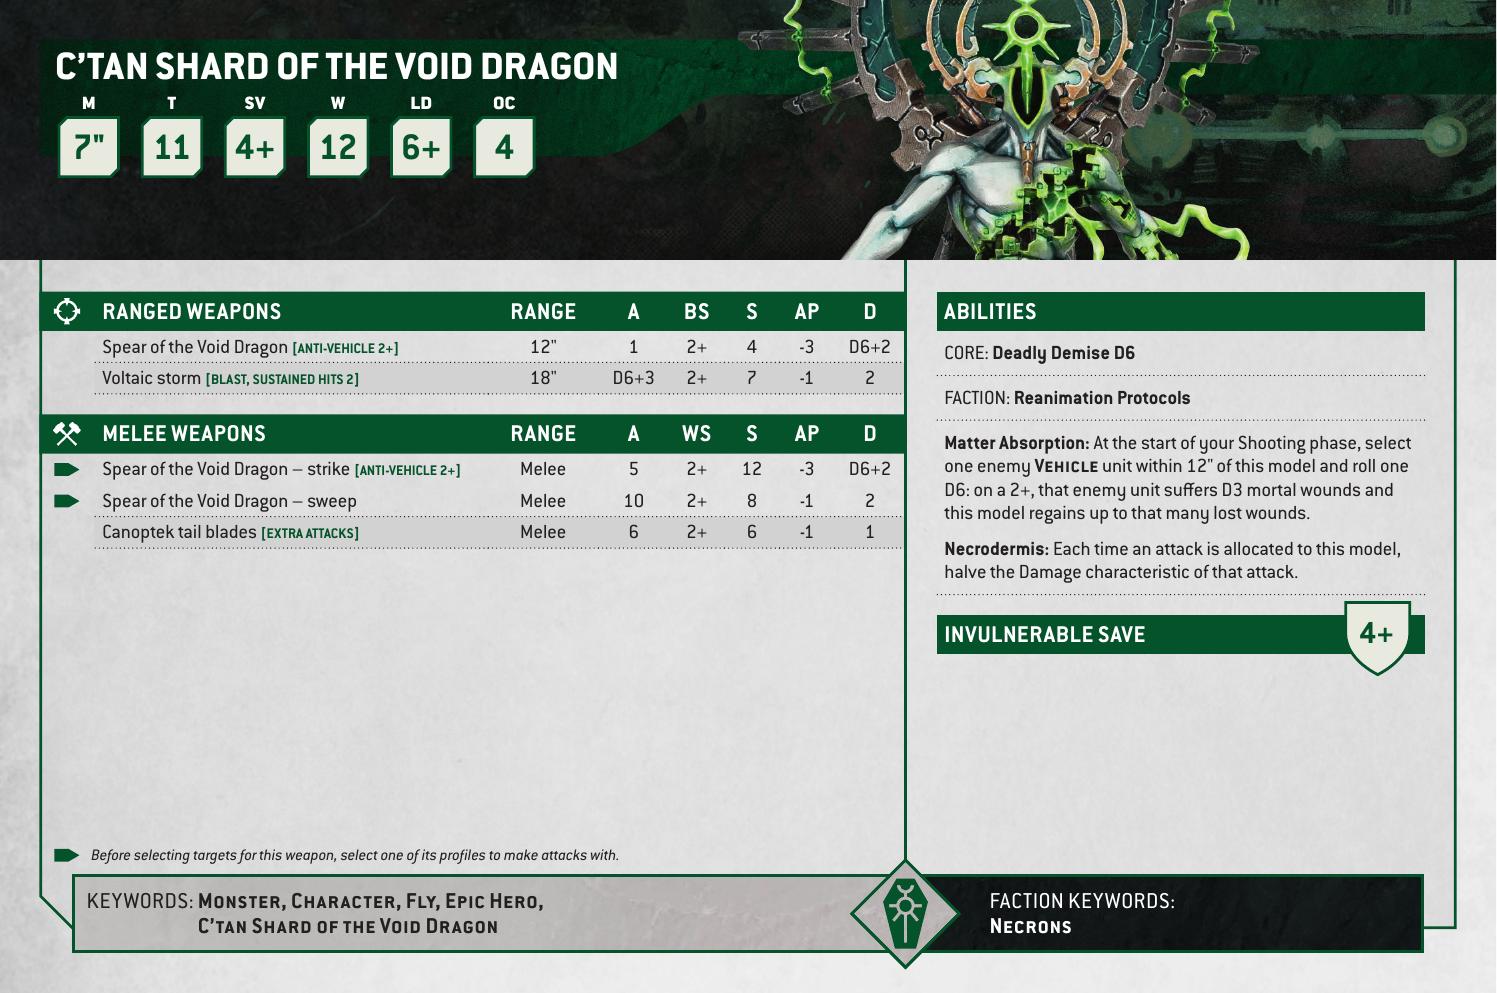 C'TAN SHARD OF THE VOID DRAGON
M T SV W LD OC
7" 11 4+ 12 6+ 4
RANGED WEAPONS RANGE A BS S AP D
Spear of the Void Dragon [ANTI-VEHICLE 2+] 12" 1 2+ 4 -3 D6+2
Voltaic storm [BLAST, SUSTAINED HITS 2] 18" D6+3 2+ 7 -1 2
MELEE WEAPONS RANGE A WS S AP D
Spear of the Void Dragon – strike [ANTI-VEHICLE 2+] Melee 5 2+ 12 -3 D6+2
Spear of the Void Dragon – sweep Melee 10 2+ 8 -1 2
Canoptek tail blades [EXTRA ATTACKS] Melee 6 2+ 6 -1 1
Before selecting targets for this weapon, select one of its profiles to make attacks with.
ABILITIES
CORE: Deadly Demise D6
FACTION: Reanimation Protocols
Matter Absorption: At the start of your Shooting phase, select
one enemy VEHICLE unit within 12" of this model and roll one
D6: on a 2+, that enemy unit suffers D3 mortal wounds and
this model regains up to that many lost wounds.
Necrodermis: Each time an attack is allocated to this model,
halve the Damage characteristic of that attack.
INVULNERABLE SAVE 4+
KEYWORDS: MONSTER, CHARACTER, FLY, EPIC HERO,
C'TAN SHARD OF THE VOID DRAGON
FACTION KEYWORDS:
NECRONS